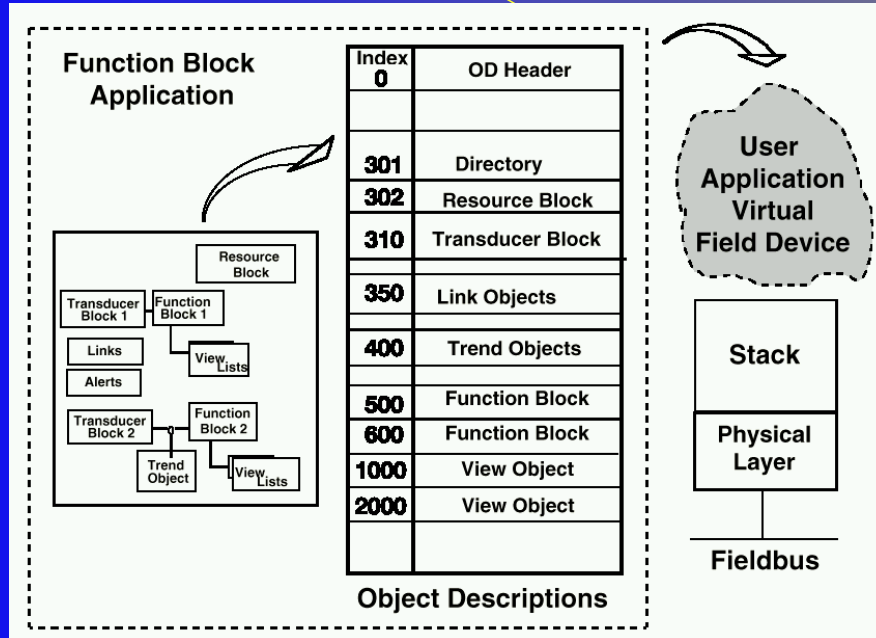 Function Block
Application
Resource
Block
Transducer
Block 1
Function
Block 1
Links
View
Lists
Alerts
Transducer
Block 2
Function
Block 2
Trend
Object
View
Lists
Index
0 OD Header
301 Directory
302 Resource Block
310 Transducer Block
350 Link Objects
400 Trend Objects
500 Function Block
600 Function Block
1000 View Object
2000 View Object
Object Descriptions
User
Application
Virtual
Field Device
Stack
Physical
Layer
Fieldbus